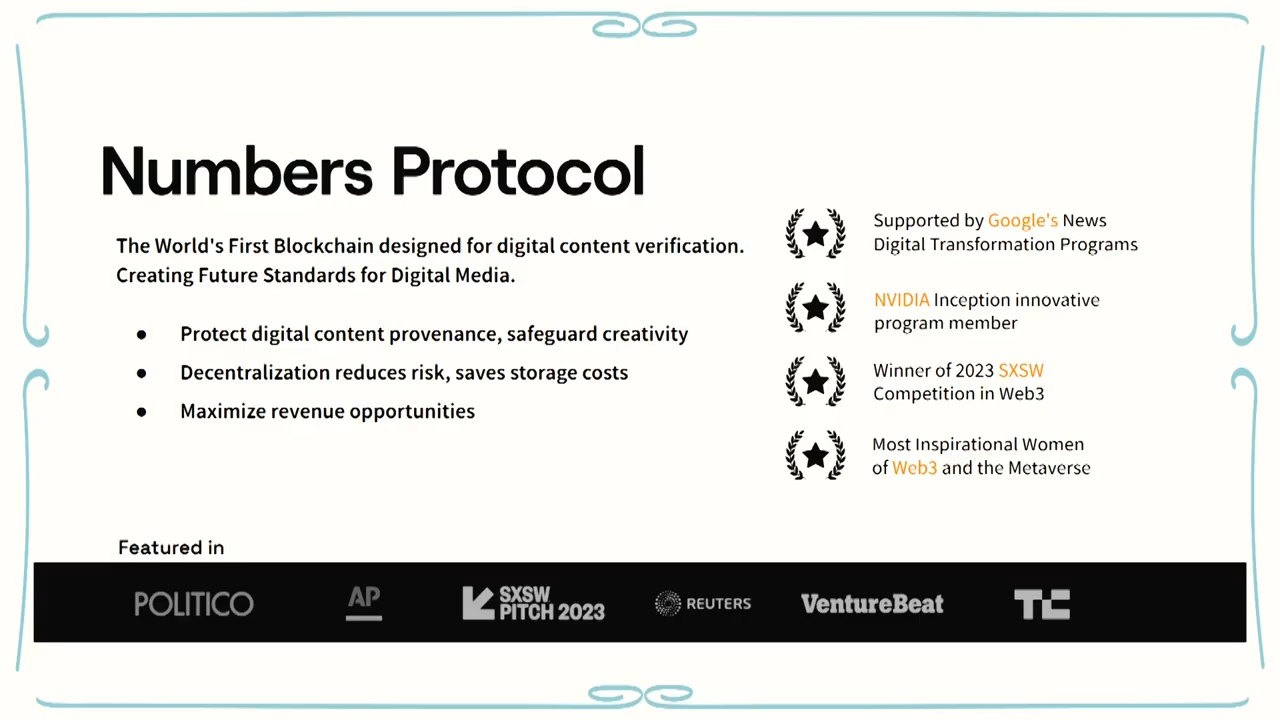 Numbers Protocol
The World's First Blockchain designed for digital content verification.
Creating Future Standards for Digital Media.
● Protect digital content provenance, safeguard creativity
● Decentralization reduces risk, saves storage costs
● Maximize revenue opportunities
Supported by Google's News
Digital Transformation Programs
NVIDIA Inception innovative
program member
Winner of 2023 SXSW
Competition in Web3
Most Inspirational Women
of Web3 and the Metaverse
Featured in
POLITICO
AP
SXSW
PITCH 2023
REUTERS
VentureBeat
TC